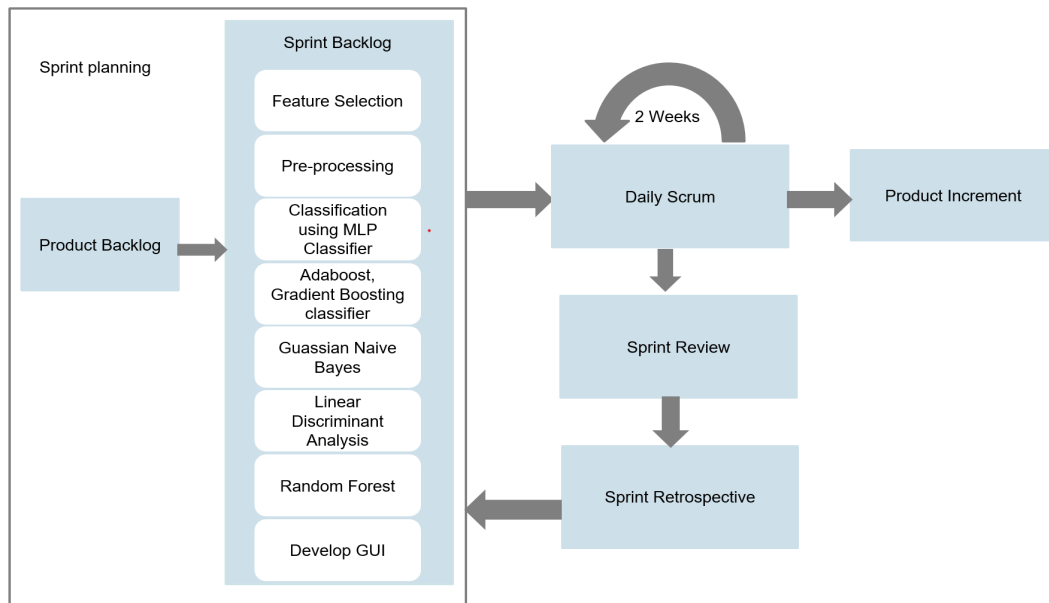 Sprint planning
Product Backlog
Sprint Backlog
Feature Selection
Pre-processing
Classification
using MLP
Classifier
Adaboost,
Gradient Boosting
classifier
Guassian Naive
Bayes
Linear
Discriminant
Analysis
Random Forest
Develop GUI
2 Weeks
Daily Scrum
Product Increment
Sprint Review
Sprint Retrospective